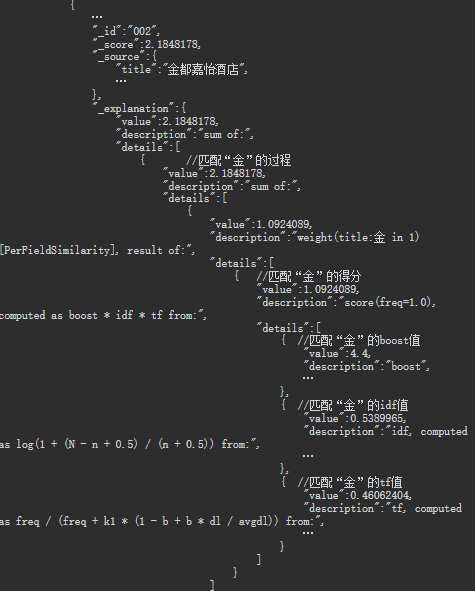 {
…
"_id":"002",
"_score":2.1848178,
"_source":{
"title":"金都嘉怡酒店",
…
},
"_explanation":{
"value":2.1848178,
"description":"sum of:",
"details":[
{ //匹配“金”的过程
"value":2.1848178,
"description":"sum of:",
"details":[
{
"value":1.0924089,
"description":"weight(title:金 in 1)
[PerFieldSimilarity], result of:",
"details":[
{ //匹配“金”的得分
"value":1.0924089,
"description":"score(freq=1.0),
computed as boost * idf * tf from:",
"details":[
{ //匹配“金”的boost值
"value":4.4,
"description":"boost",
…
},
{ //匹配“金”的idf值
"value":0.5389965,
"description":"idf, computed
as log(1 + (N - n + 0.5) / (n + 0.5)) from:",
…
},
{ //匹配“金”的tf值
"value":0.46062404,
"description":"tf, computed
as freq / (freq + k1 * (1 - b + b * dl / avgdl)) from:",
…
}
]
}
]